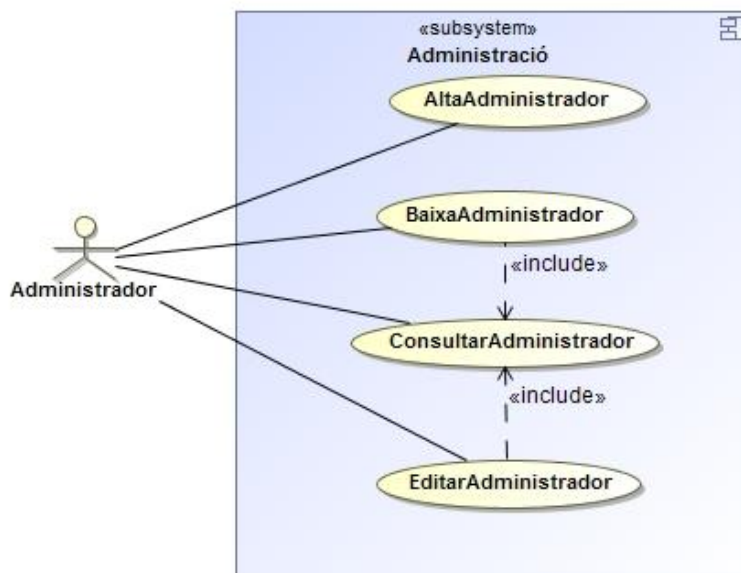 «subsystem»
Administració
AltaAdministrador
BaixaAdministrador
«include»
Administrador
ConsultarAdministrador
«include»
EditarAdministrador